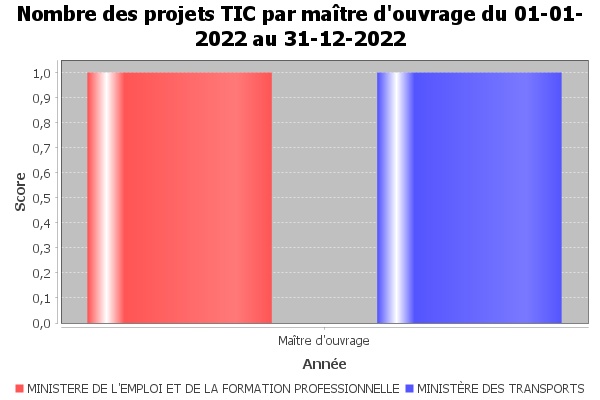 Nombre des projets TIC par maître d'ouvrage du 01-01-
2022 au 31-12-2022
Score
1,0
0,9
0,8
0,7
0,6
0,5
0,4
0,3
0,2
0,1
0,0
Maître d'ouvrage
Année
MINISTERE DE L'EMPLOI ET DE LA FORMATION PROFESSIONNELLE MINISTÈRE DES TRANSPORTS